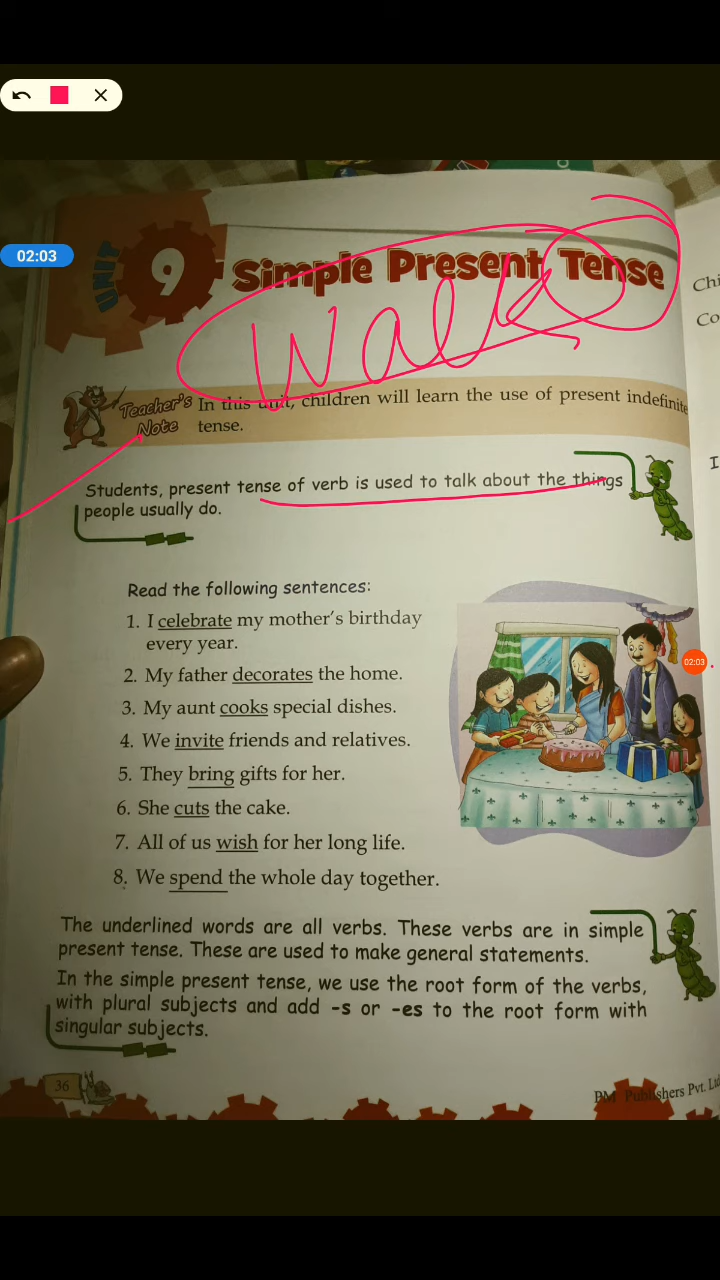 02:03
UNIT
9
Simple Present Tense
Walk
Teacher's
Note
In this unit, children will learn the use of present indefinite
tense.
Students, present tense of verb is used to talk about the things
people usually do.
Read the following sentences:
1. I celebrate my mother's birthday
every year.
2. My father decorates the home.
3. My aunt cooks special dishes.
4. We invite friends and relatives.
5. They bring gifts for her.
6. She cuts the cake.
7. All of us wish for her long life.
8. We spend the whole day together.
02:03
The underlined words are all verbs. These verbs are in simple
present tense. These are used to make general statements.
In the simple present tense, we use the root form of the verbs,
with plural subjects and add -s or -es to the root form with
singular subjects.
36
PM Publishers Pvt. Ltd
Chi
Co
I